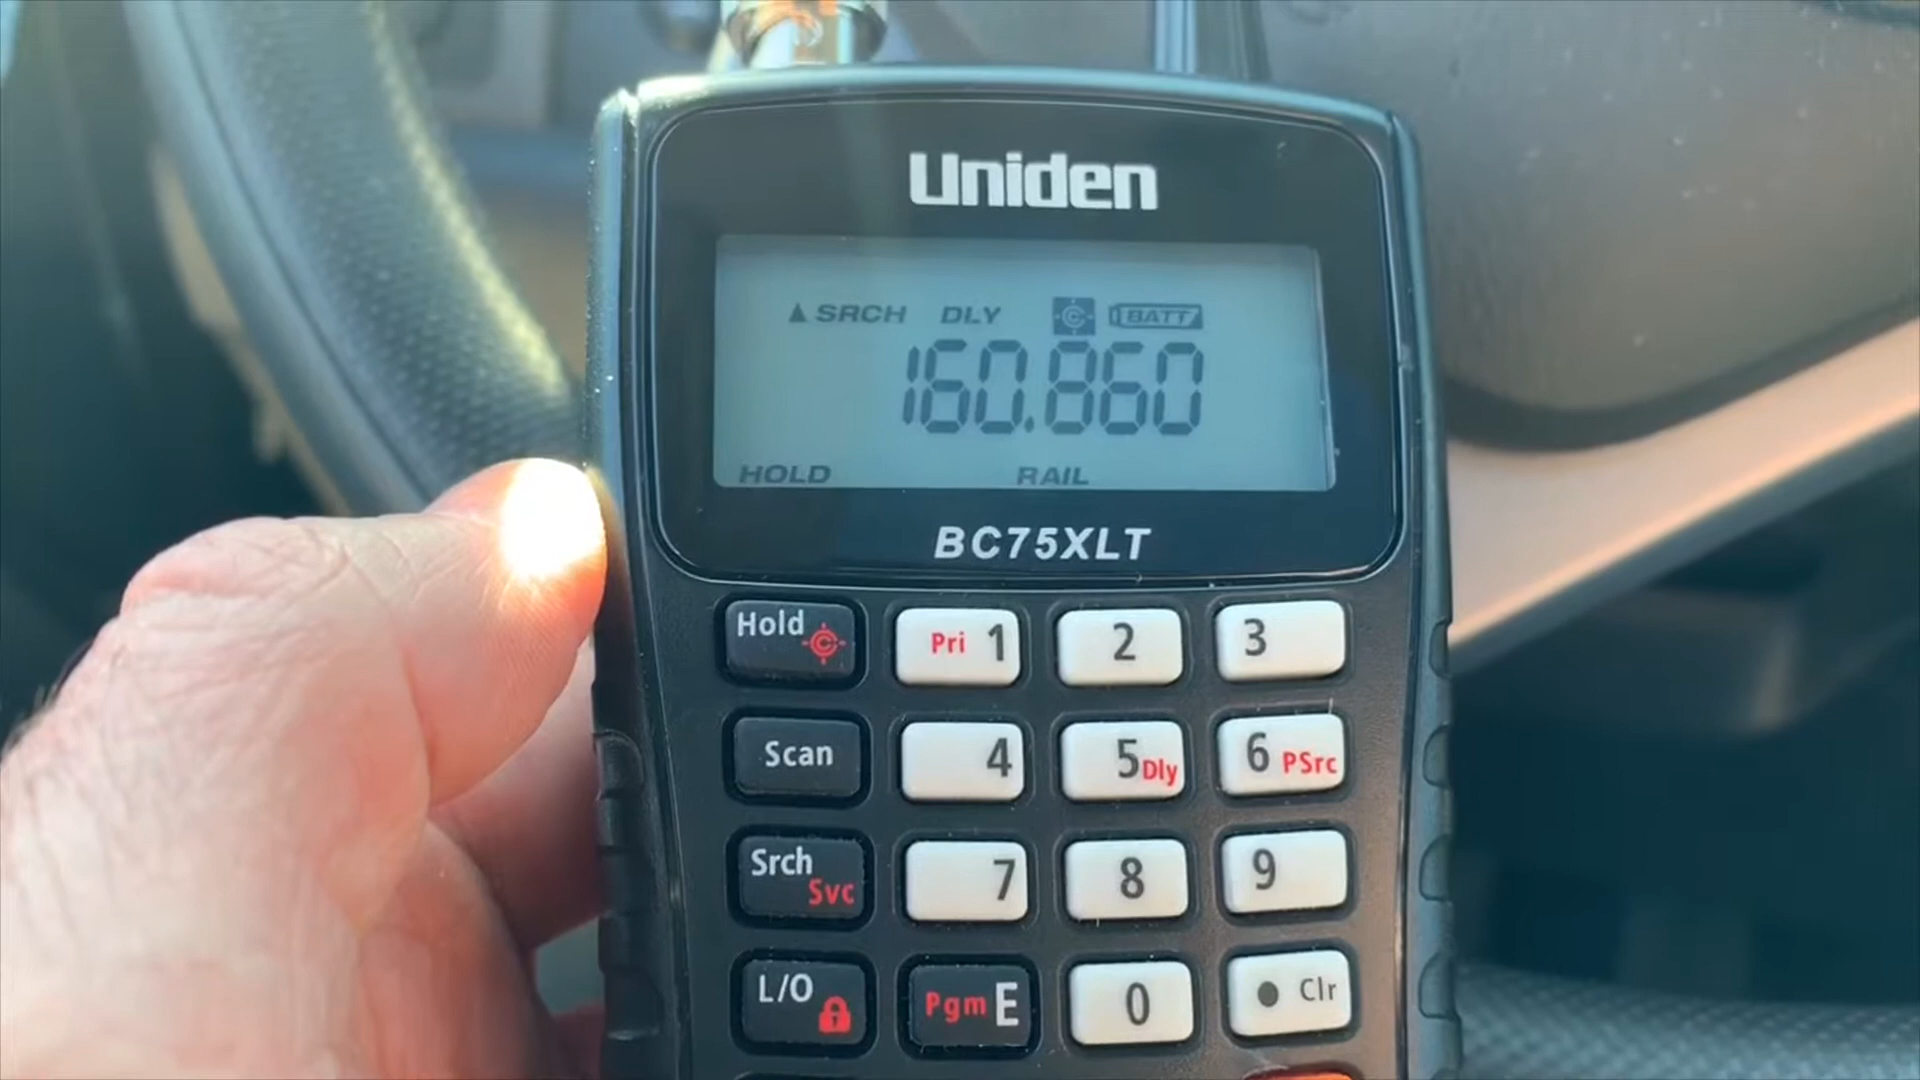 Uniden
▲ SRCH DLY C BATT
160.860
HOLD RAIL
BC75XLT
Hold C Pri 1 2 3
Scan 4 5 Dly 6 PSrc
Srch Svc 7 8 9
L/O Pgm E 0 • Clr